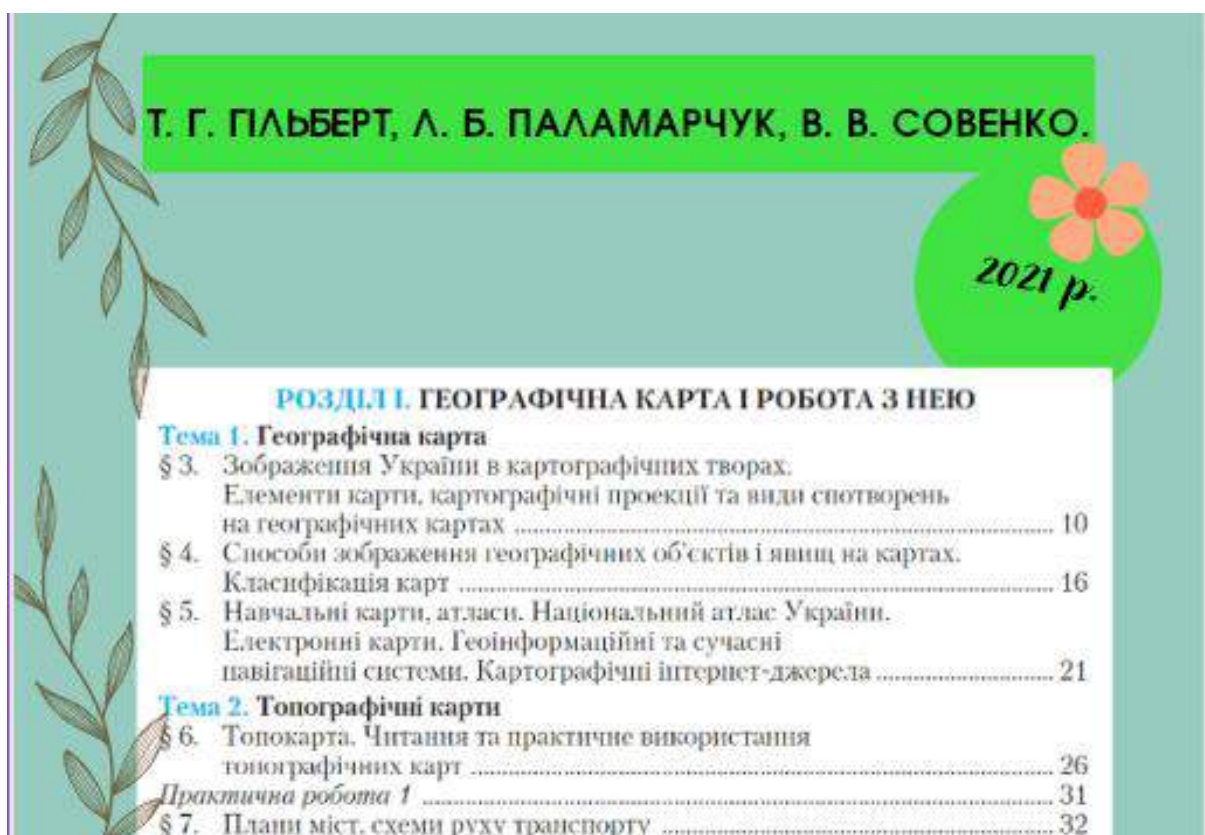 Т. Г. ГІЛЬБЕРТ, Л. Б. ПАЛАМАРЧУК, В. В. СОВЕНКО.
2021 р.
РОЗДІЛ І. ГЕОГРАФІЧНА КАРТА І РОБОТА З НЕЮ
Тема 1. Географічна карта
§ 3. Зображення України в картографічних творах.
Елементи карти, картографічні проекції та види спотворень
на географічних картах ... 10
§ 4. Способи зображення географічних об'єктів і явищ на картах.
Класифікація карт ... 16
§ 5. Навчальні карти, атласи. Національний атлас України.
Електронні карти. Геоінформаційні та сучасні
навігаційні системи. Картографічні інтернет-джерела ... 21
Тема 2. Топографічні карти
§ 6. Топокарта. Читання та практичне використання
топографічних карт ... 26
Практична робота 1 ... 31
§ 7. Плани міст, схеми руху транспорту ... 32